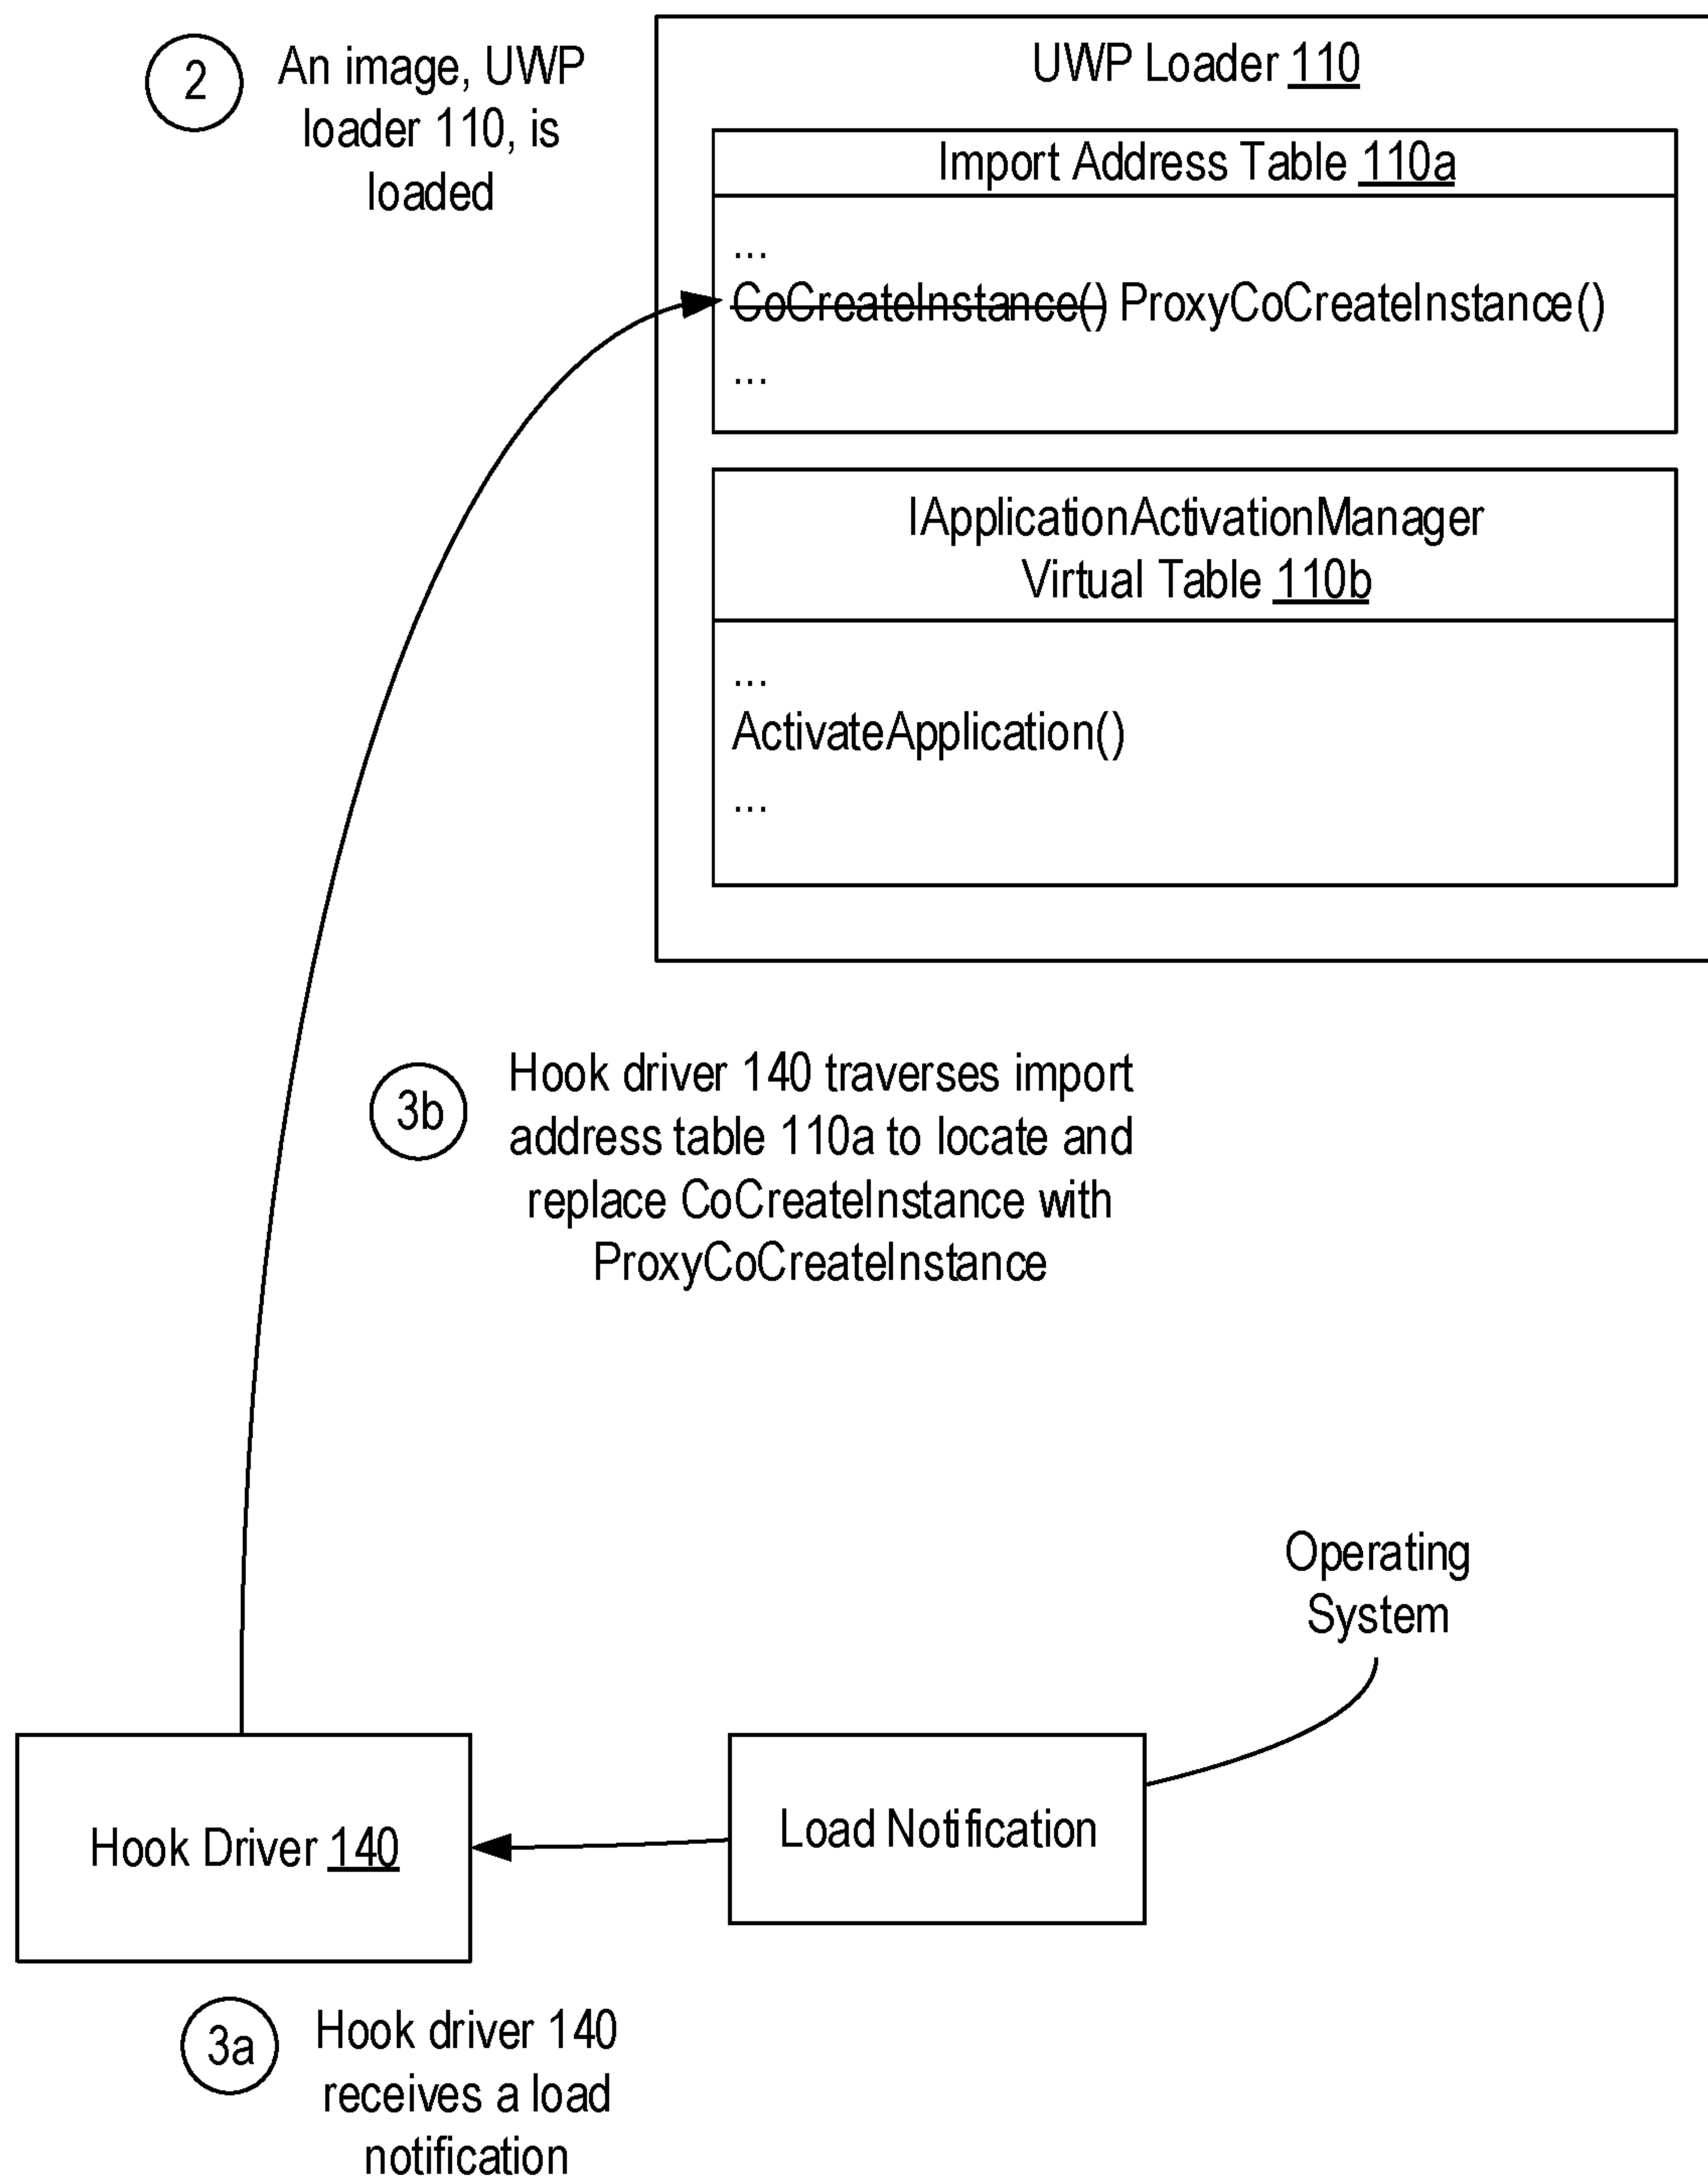 2
An image, UWP
loader 110, is
loaded
UWP Loader 110
Import Address Table 110a
...
CoCreateInstance() ProxyCoCreateInstance()
...
IApplicationActivationManager
Virtual Table 110b
...
ActivateApplication()
...
3b
Hook driver 140 traverses import
address table 110a to locate and
replace CoCreateInstance with
ProxyCoCreateInstance
Operating
System
Hook Driver 140
Load Notification
3a
Hook driver 140
receives a load
notification